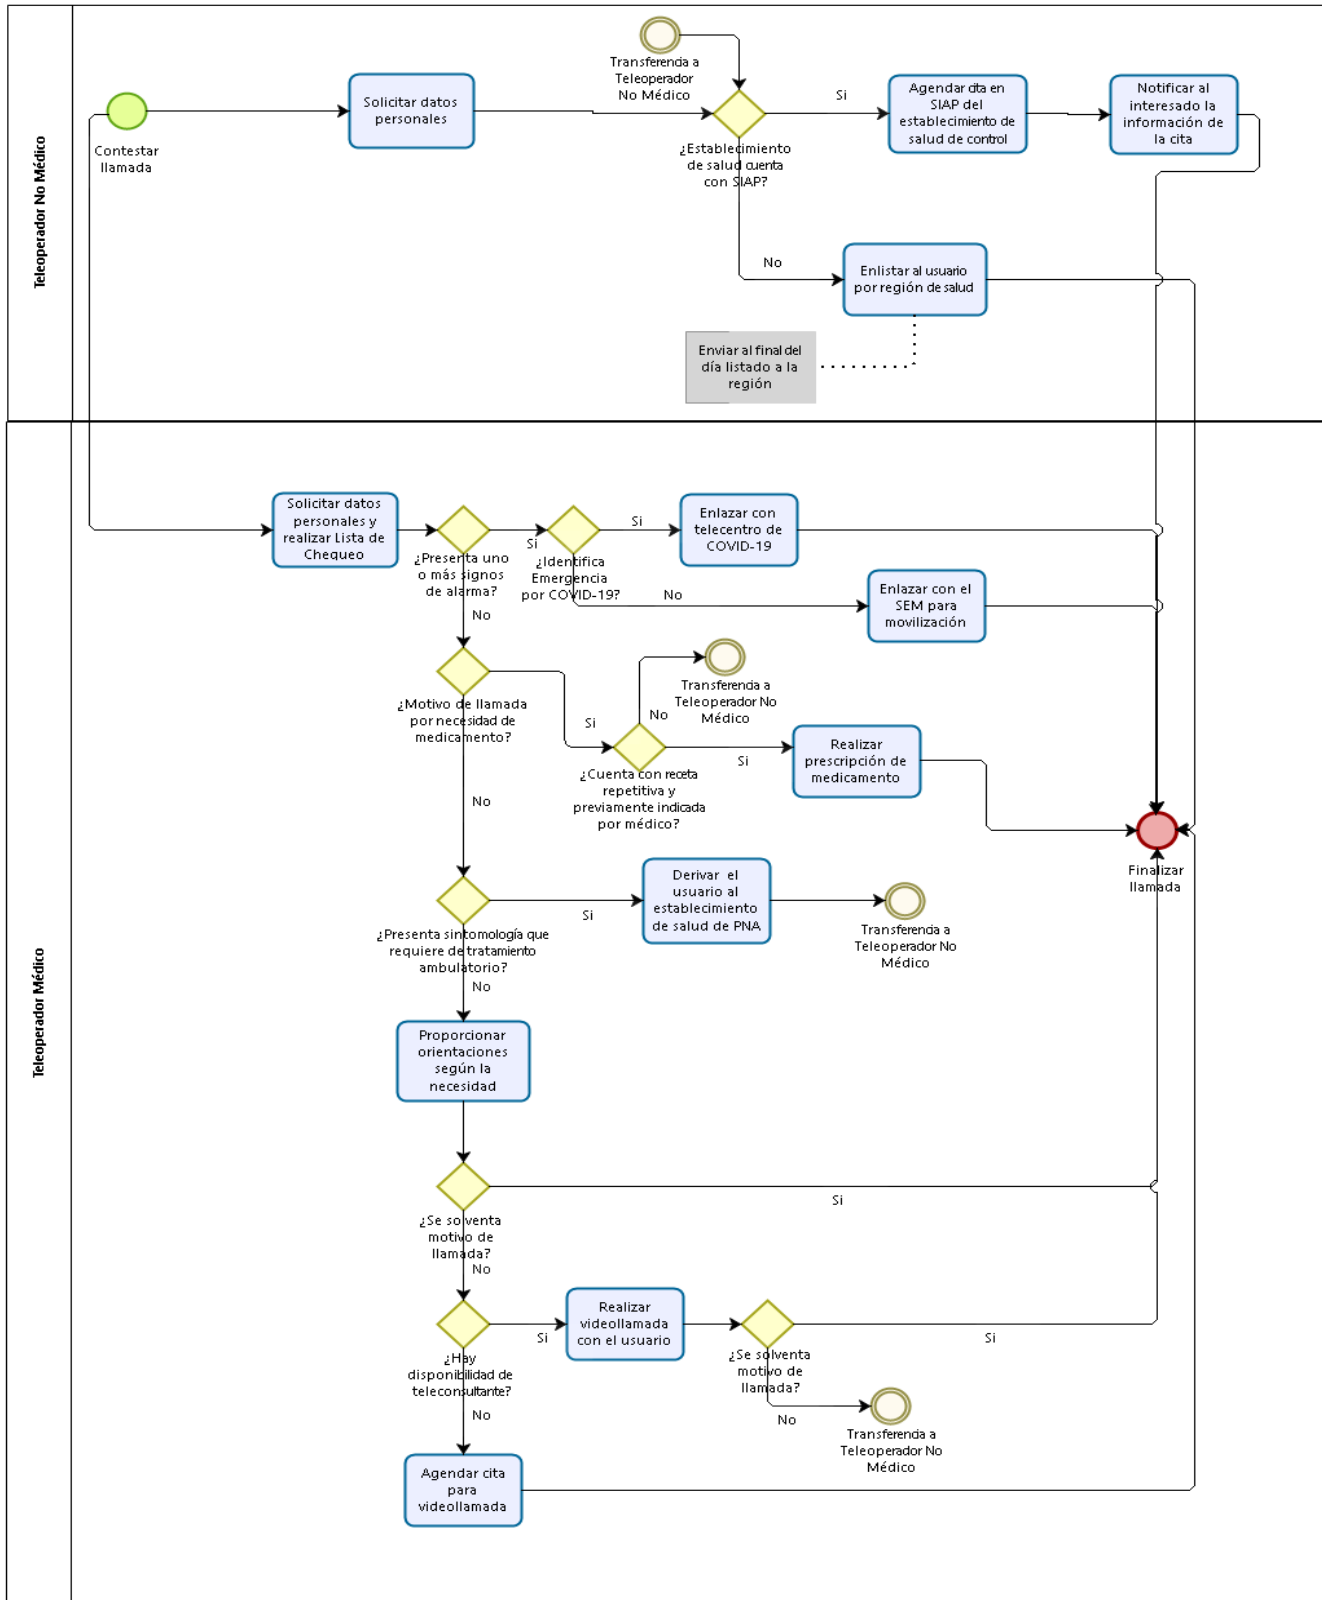 Teleoperador No Médico
Contestar
llamada
Solicitar datos
personales
Transferencia a
Teleoperador
No Médico
¿Establecimiento
de salud cuenta
con SIAP?
Si
Agendar cita en
SIAP del
establecimiento de
salud de control
Notificar al
interesado la
información de
la cita
No
Enlistar al usuario
por región de salud
Enviar al final del
día listado a la
región
Teleoperador Médico
Solicitar datos
personales y
realizar Lista de
Chequeo
¿Presenta uno
o más signos
de alarma?
Si
¿Identifica
Emergencia
por COVID-19?
Si
Enlazar con
telecentro de
COVID-19
No
Enlazar con el
SEM para
movilización
No
¿Motivo de llamada
por necesidad de
medicamento?
Si
¿Cuenta con receta
repetitiva y
previamente indicada
por médico?
No
Transferencia a
Teleoperador No
Médico
Si
Realizar
prescripción de
medicamento
Finalizar
llamada
No
¿Presenta sintomología que
requiere de tratamiento
ambulatorio?
Si
Derivar el
usuario al
establecimiento
de salud de PNA
Transferencia a
Teleoperador No
Médico
No
Proporcionar
orientaciones
según la
necesidad
¿Se solventa
motivo de
llamada?
Si
No
¿Hay
disponibilidad de
teleconsultante?
Si
Realizar
videollamada
con el usuario
¿Se solventa
motivo de
llamada?
Si
No
Transferencia a
Teleoperador No
Médico
No
Agendar cita
para
videollamada